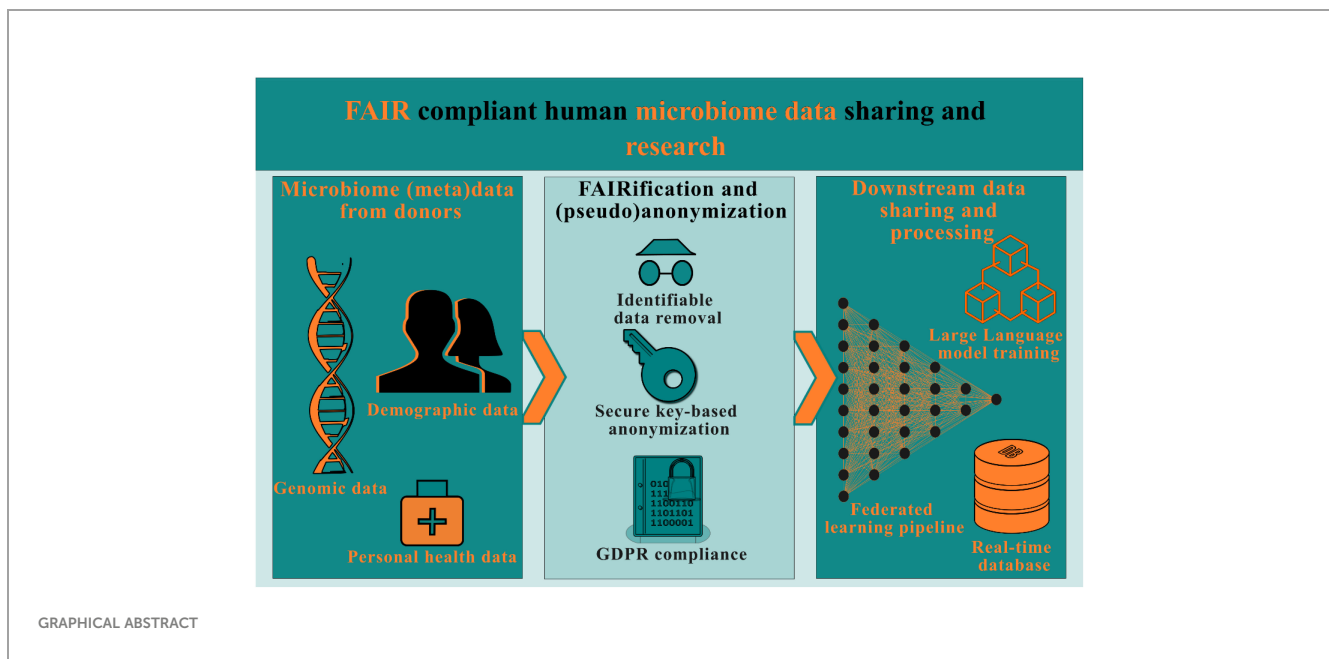 FAIR compliant human microbiome data sharing and
research
Microbiome (meta)data
from donors
Genomic data
Demographic data
Personal health data
FAIRification and
(pseudo)anonymization
Identifiable
data removal
Secure key-based
anonymization
010
111
1100110
1101101
1100001
GDPR compliance
Downstream data
sharing and
processing
Large Language
model training
Federated
learning pipeline
DB
Real-time
database
GRAPHICAL ABSTRACT